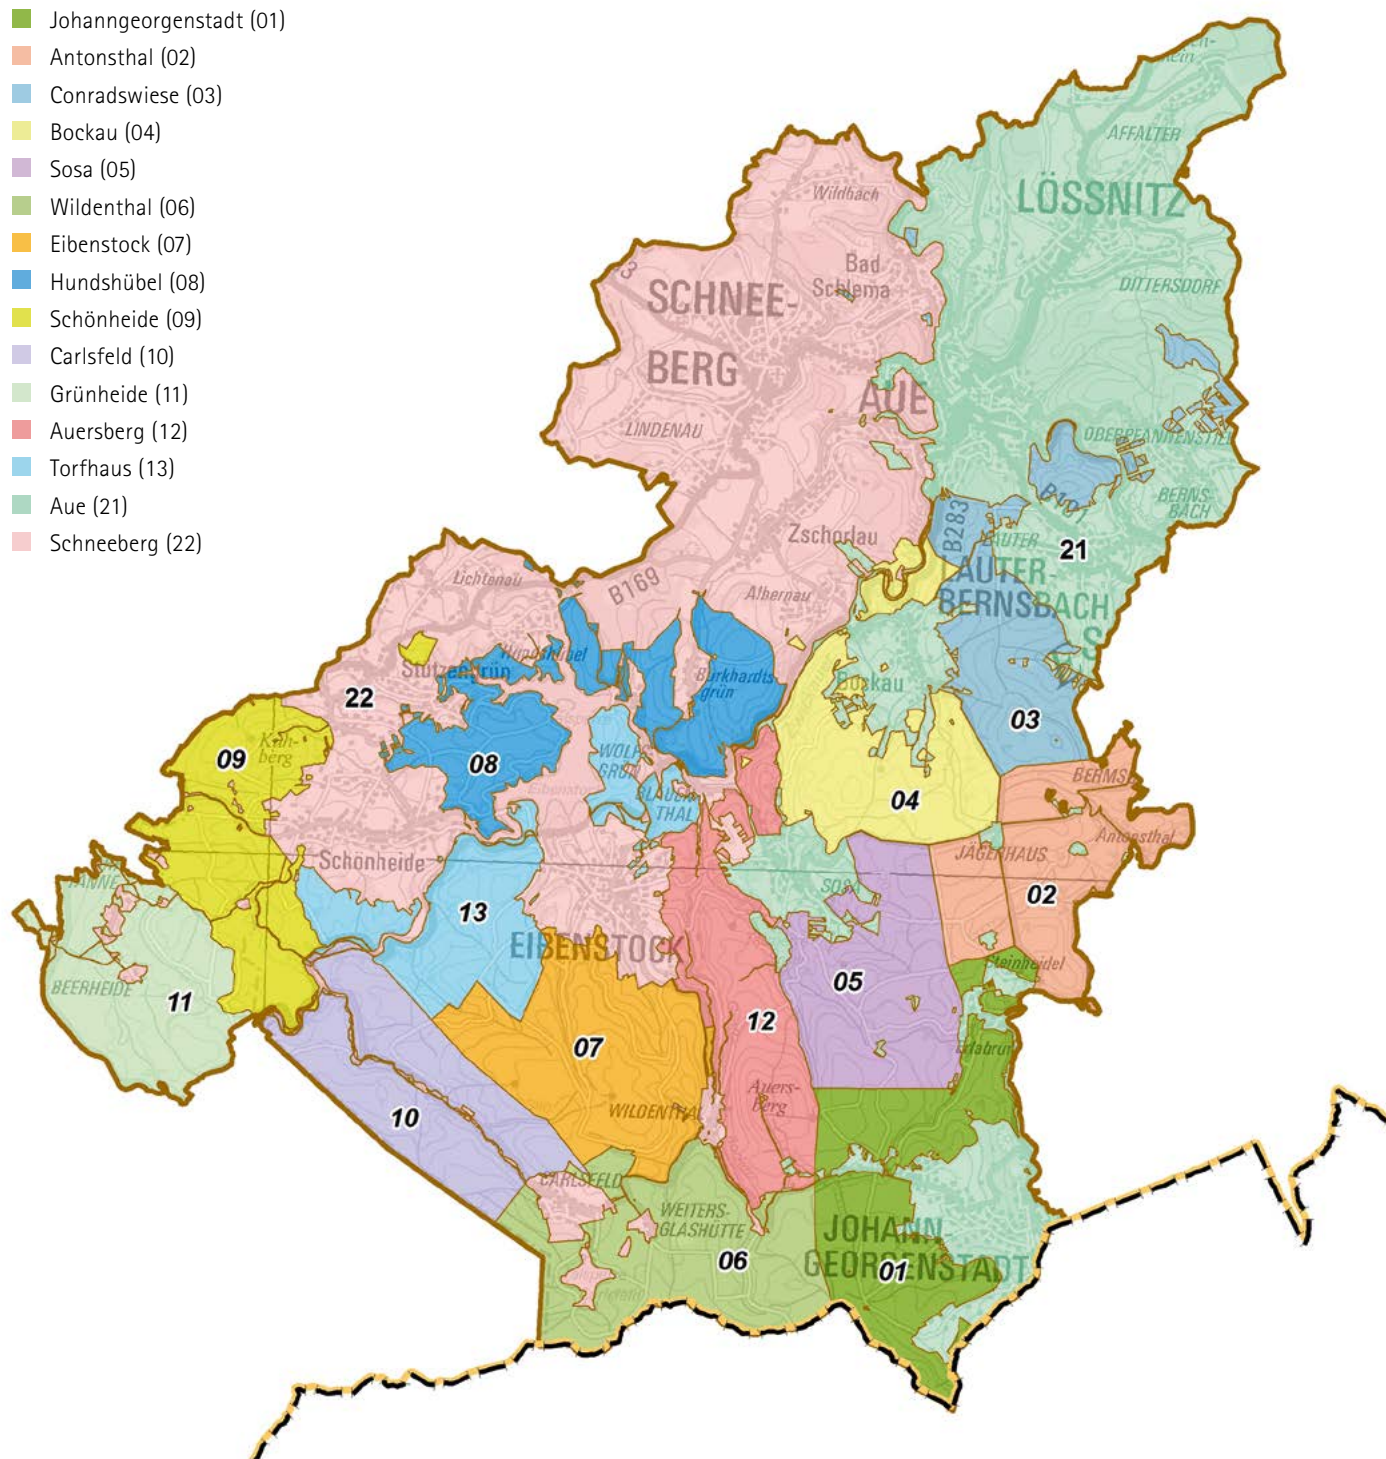 Johanngeorgenstadt (01)
Antonsthal (02)
Conradswiese (03)
Bockau (04)
Sosa (05)
Wildenthal (06)
Eibenstock (07)
Hundshübel (08)
Schönheide (09)
Carlsfeld (10)
Grünheide (11)
Auersberg (12)
Torfhaus (13)
Aue (21)
Schneeberg (22)
AFFALTER
LÖSSNITZ
Wildbach
Bad
Schlema
DITTERSDORF
SCHNEE-
BERG
AUE
LINDENAU
OBERPFANNENSTIEL
B101
BERNS-
BACH
B283
Zschorlau
LAUTER
21
LAUTER-
BERNSBACH
Lichtenau
B169
Albernau
S
Hundshübel
Stützengrün
Burkhardts
grün
Bockau
22
03
09
WOLFS
GRÜN
08
BERMS
BLAUEN
THAL
04
Antonsthal
JÄGERHAUS
Schönheide
SOSA
02
13
EIBENSTOCK
Steinheidel
BEERHEIDE
11
05
12
07
Erlabrun
Auers-
berg
WILDENTHAL
10
CARLSFELD
WEITERS-
GLASHÜTTE
JOHANN
GEORGENSTADT
06
01